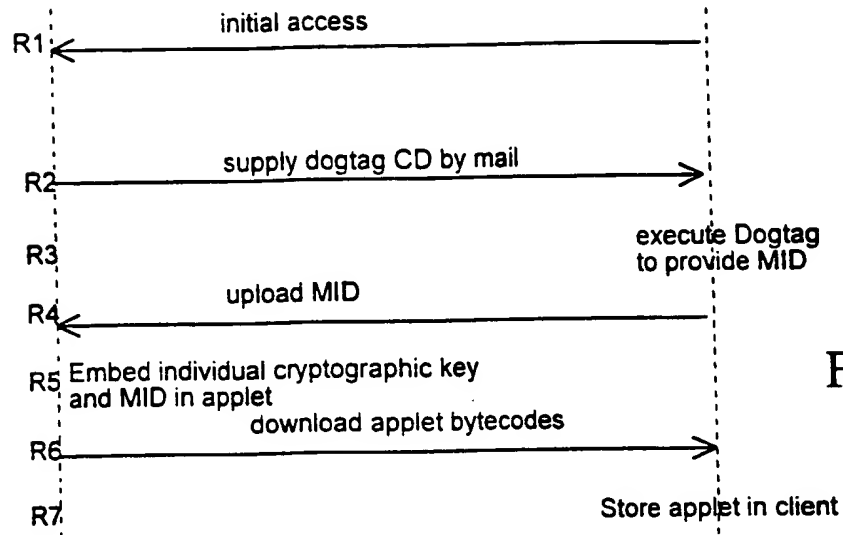 initial access
R1
supply dogtag CD by mail
R2
execute Dogtag
to provide MID
R3
upload MID
R4
R5 Embed individual cryptographic key
and MID in applet
F
download applet bytecodes
R6
Store applet in client
R7